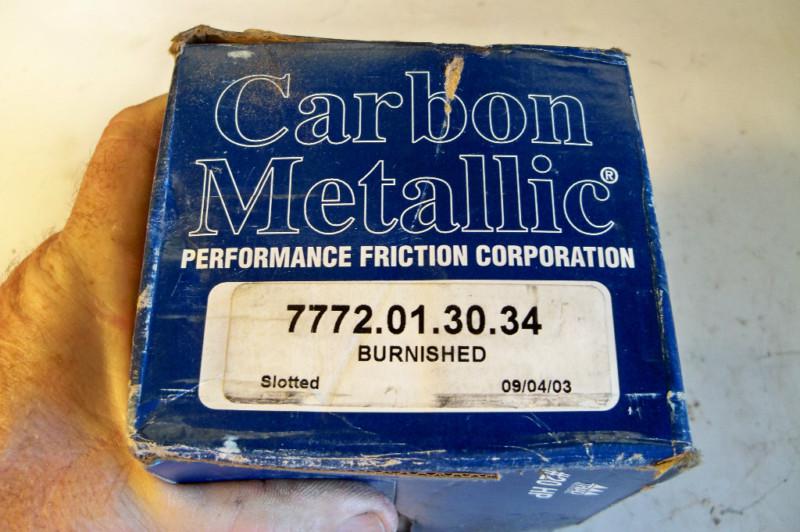 Carbon
Metallic®
PERFORMANCE FRICTION CORPORATION
7772.01.30.34
BURNISHED
Slotted 09/04/03